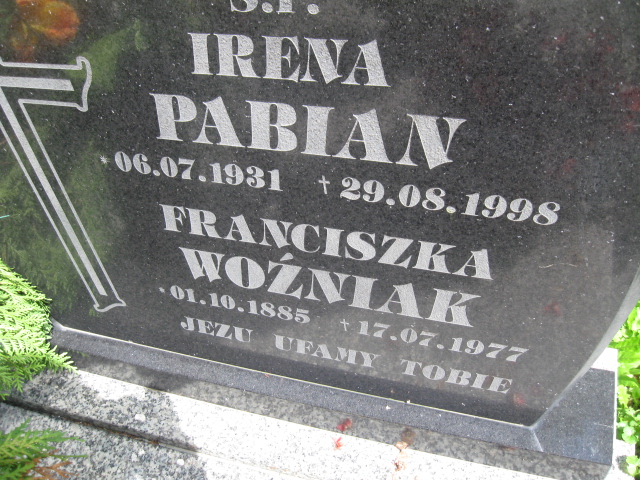 Ś.P.
IRENA
PABIAN
* 06.07.1931 † 29.08.1998
FRANCISZKA
WOŹNIAK
* 01.10.1885 † 17.07.1977
JEZU UFAMY TOBIE